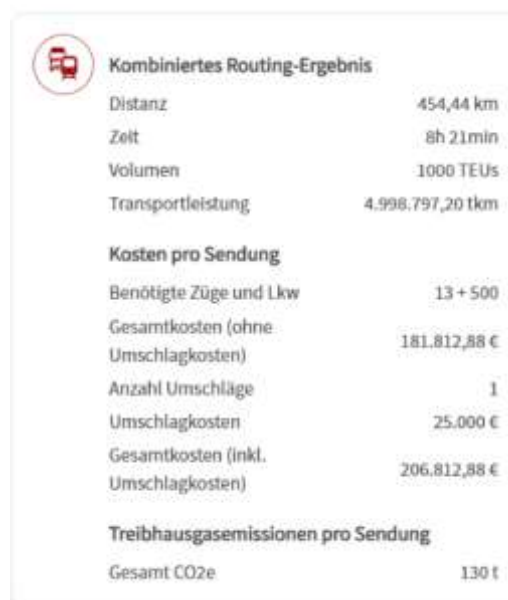 Kombiniertes Routing-Ergebnis
Distanz 454,44 km
Zeit 8h 21min
Volumen 1000 TEUs
Transportleistung 4.998.797,20 tkm
Kosten pro Sendung
Benötigte Züge und Lkw 13 + 500
Gesamtkosten (ohne
Umschlagkosten) 181.812,88 €
Anzahl Umschläge 1
Umschlagkosten 25.000 €
Gesamtkosten (inkl.
Umschlagkosten) 206.812,88 €
Treibhausgasemissionen pro Sendung
Gesamt CO2e 130 t